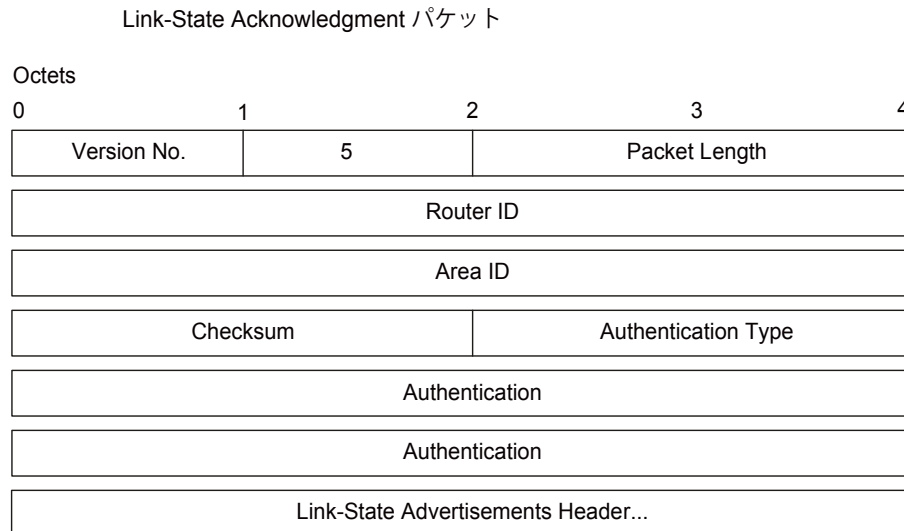 Link-State Acknowledgment パケット
Octets
0 1 2 3 4
Version No. 5 Packet Length
Router ID
Area ID
Checksum Authentication Type
Authentication
Authentication
Link-State Advertisements Header...